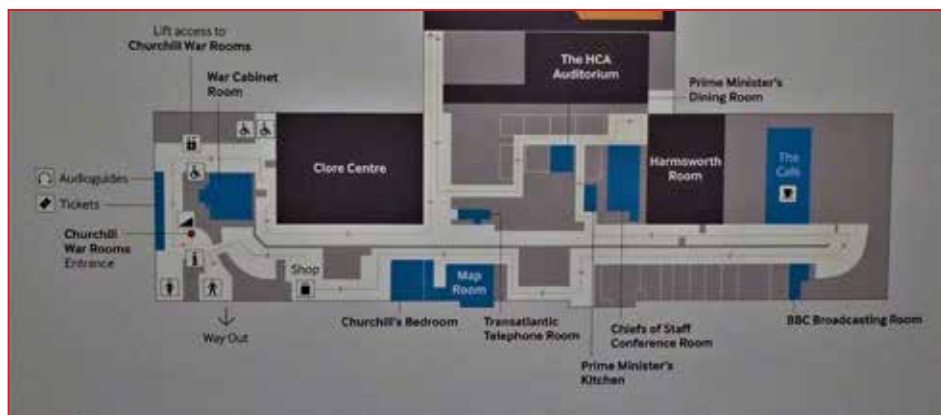 Lift access to
Churchill War Rooms
War Cabinet
Room
The HCA
Auditorium
Prime Minister's
Dining Room
Clore Centre
Harmsworth
Room
The
Café
Audioguides
Tickets
Churchill
War Rooms
Entrance
Shop
Map
Room
Way Out
Churchill's Bedroom
Transatlantic
Telephone Room
Chiefs of Staff
Conference Room
BBC Broadcasting Room
Prime Minister's
Kitchen